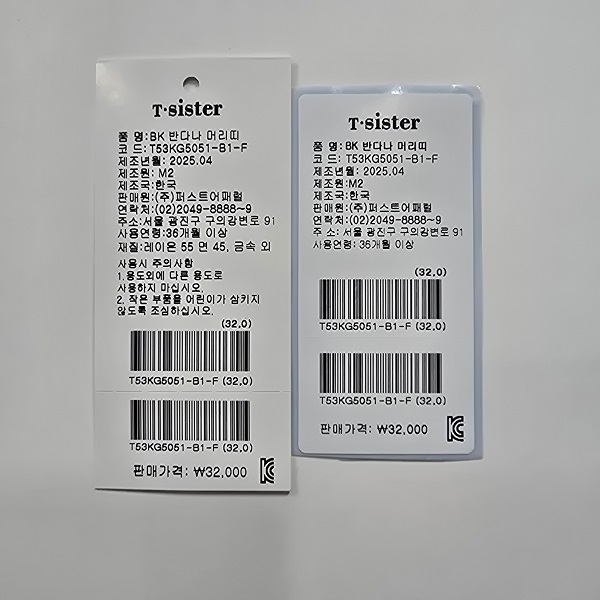 T·sister
품 명:BK 반다나 머리띠
코 드: T53KG5051-B1-F
제조년월: 2025.04
제조원: M2
제조국:한국
판매원:(주)퍼스트어패럴
연락처:(02)2049-8888~9
주소:서울 광진구 구의강변로 91
사용연령:36개월 이상
재질:레이온 55 면 45, 금속 외
사용시 주의사항
1.용도외에 다른 용도로
사용하지 마십시오.
2. 작은 부품을 어린이가 삼키지
않도록 조심하십시오.
(32.0)
T53KG5051-B1-F (32.0)
T53KG5051-B1-F (32.0)
판매가격: ₩32,000
T·sister
품 명:BK 반다나 머리띠
코 드: T53KG5051-B1-F
제조년월: 2025.04
제조원:M2
제조국:한국
판매원:(주)퍼스트어패럴
연락처:(02)2049-8888~9
주 소: 서울 광진구 구의강변로 91
사용연령: 36개월 이상
(32.0)
T53KG5051-B1-F (32.0)
T53KG5051-B1-F (32.0)
판매가격: ₩32,000